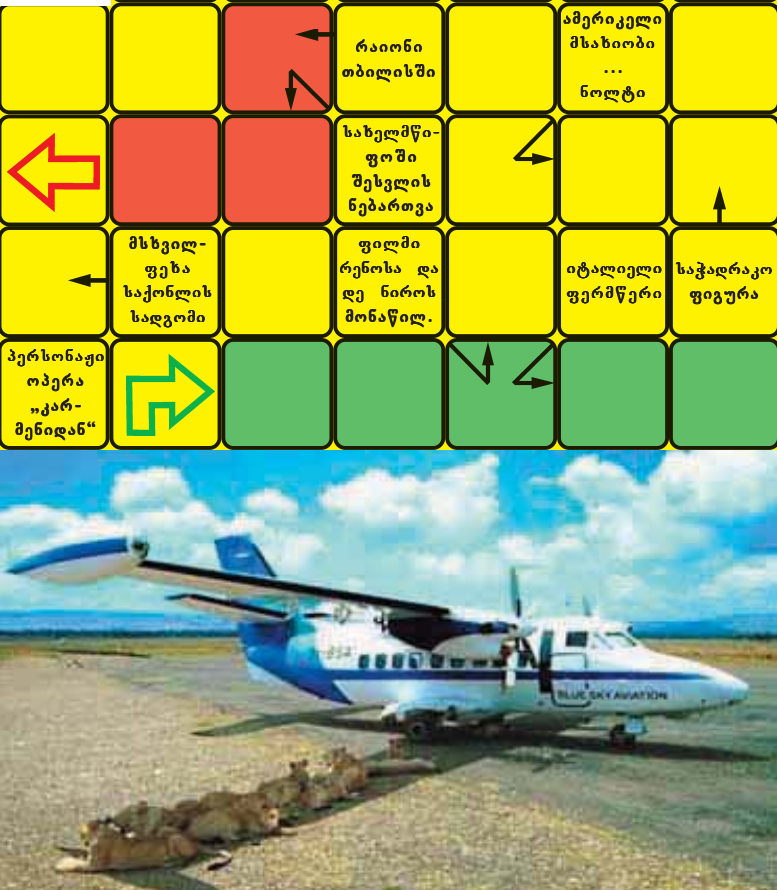 რაიონი
თბილისში
ამერიკელი
მსახიობი
...
ნოლტი
სახელმწი-
ფოში
შესვლის
ნებართვა
მსხვილ-
ფეხა
საქონლის
სადგომი
ფილმი
რენოსა და
დე ნიროს
მონაწილ.
იტალიელი
ფერმწერი
საჭადრაკო
ფიგურა
პერსონაჟი
ოპერა
„კარ-
მენიდან“
BLUE SKY AVIATION